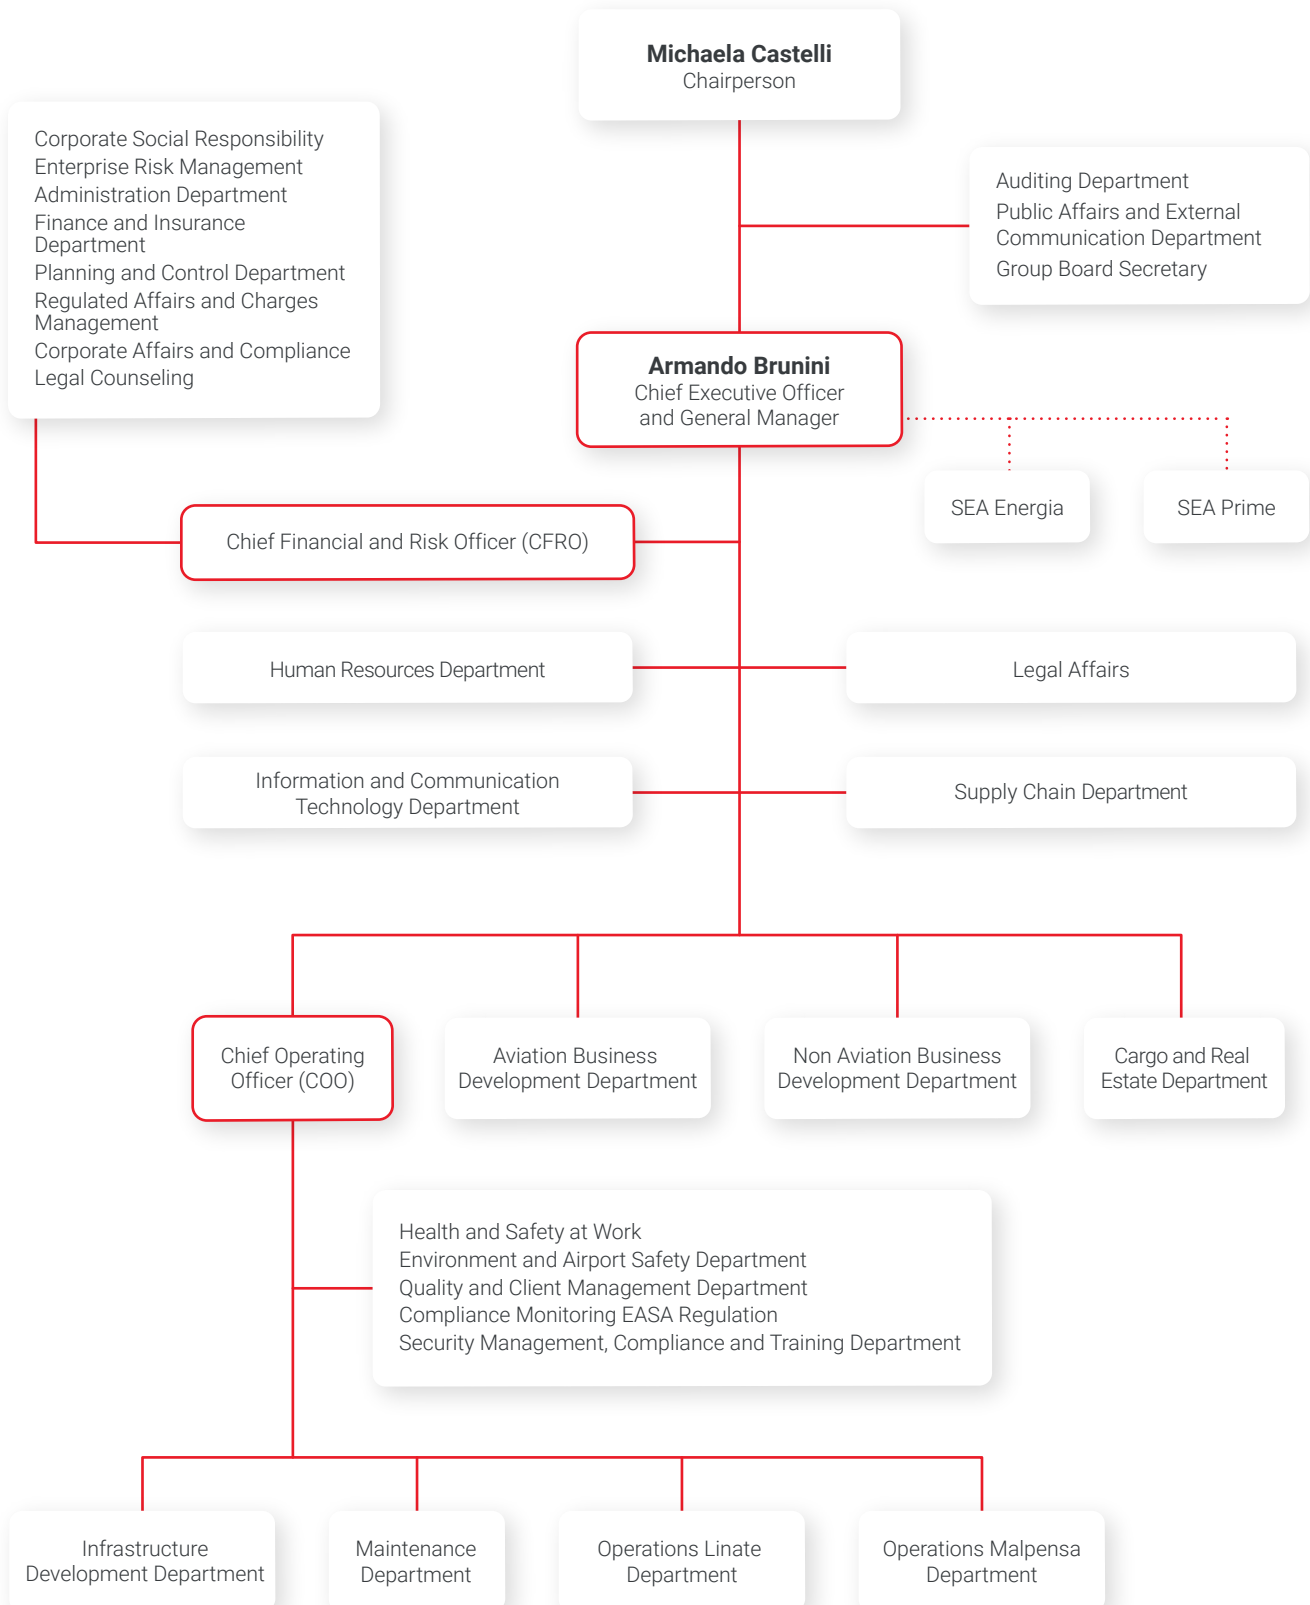 Michaela Castelli
Chairperson
Corporate Social Responsibility
Enterprise Risk Management
Administration Department
Finance and Insurance
Department
Planning and Control Department
Regulated Affairs and Charges
Management
Corporate Affairs and Compliance
Legal Counseling
Auditing Department
Public Affairs and External
Communication Department
Group Board Secretary
Armando Brunini
Chief Executive Officer
and General Manager
SEA Energia
SEA Prime
Chief Financial and Risk Officer (CFRO)
Human Resources Department
Legal Affairs
Information and Communication
Technology Department
Supply Chain Department
Chief Operating
Officer (COO)
Aviation Business
Development Department
Non Aviation Business
Development Department
Cargo and Real
Estate Department
Health and Safety at Work
Environment and Airport Safety Department
Quality and Client Management Department
Compliance Monitoring EASA Regulation
Security Management, Compliance and Training Department
Infrastructure
Development Department
Maintenance
Department
Operations Linate
Department
Operations Malpensa
Department